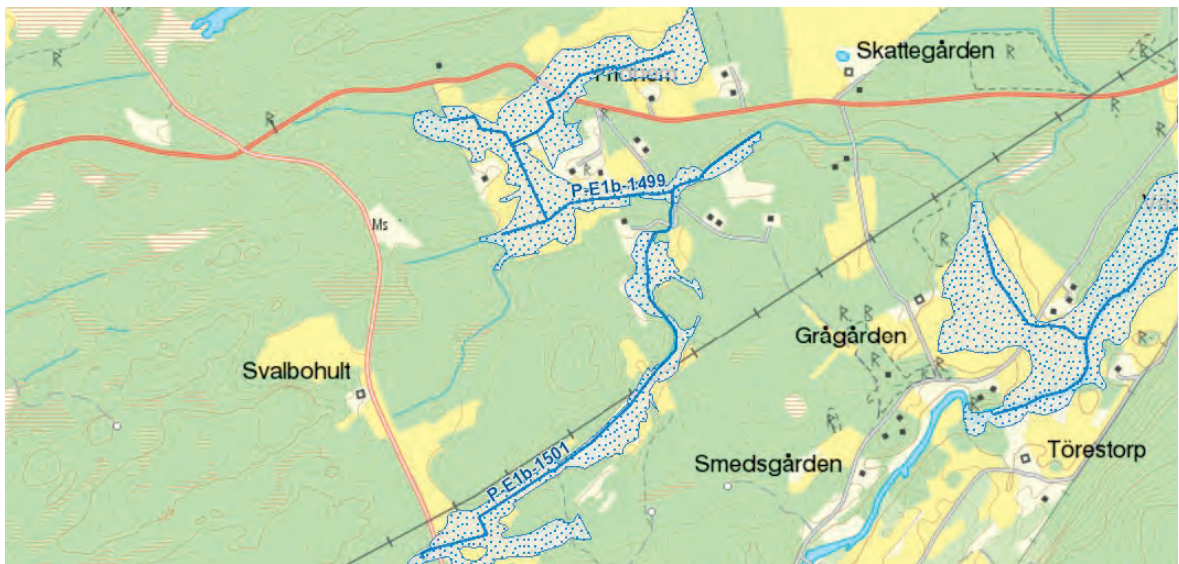 R
Skattegården
R
R
R
R
P-E1b-1499
Ms
R
R B
Grågården
R
Svalbohult
R
R
Smedsgården
Törestorp
P-E1b-1501